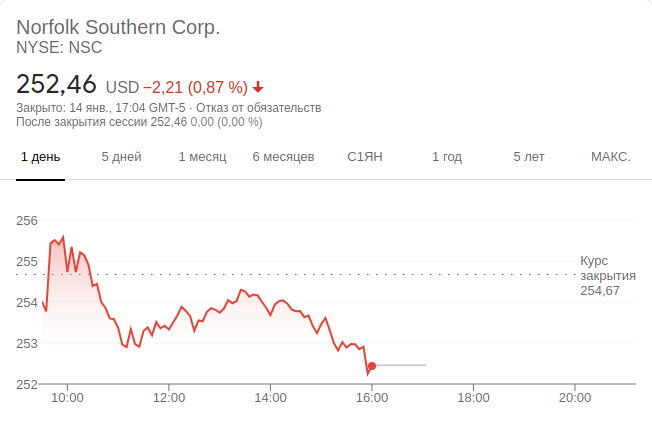 Norfolk Southern Corp.
NYSE: NSC
252,46 USD −2,21 (0,87 %)
Закрыто: 14 янв., 17:04 GMT-5 · Отказ от обязательств
После закрытия сессии 252,46 0,00 (0,00 %)
1 день 5 дней 1 месяц 6 месяцев С1ЯН 1 год 5 лет МАКС.
256
255
254
253
252
Курс
закрытия
254,67
10:00 12:00 14:00 16:00 18:00 20:00